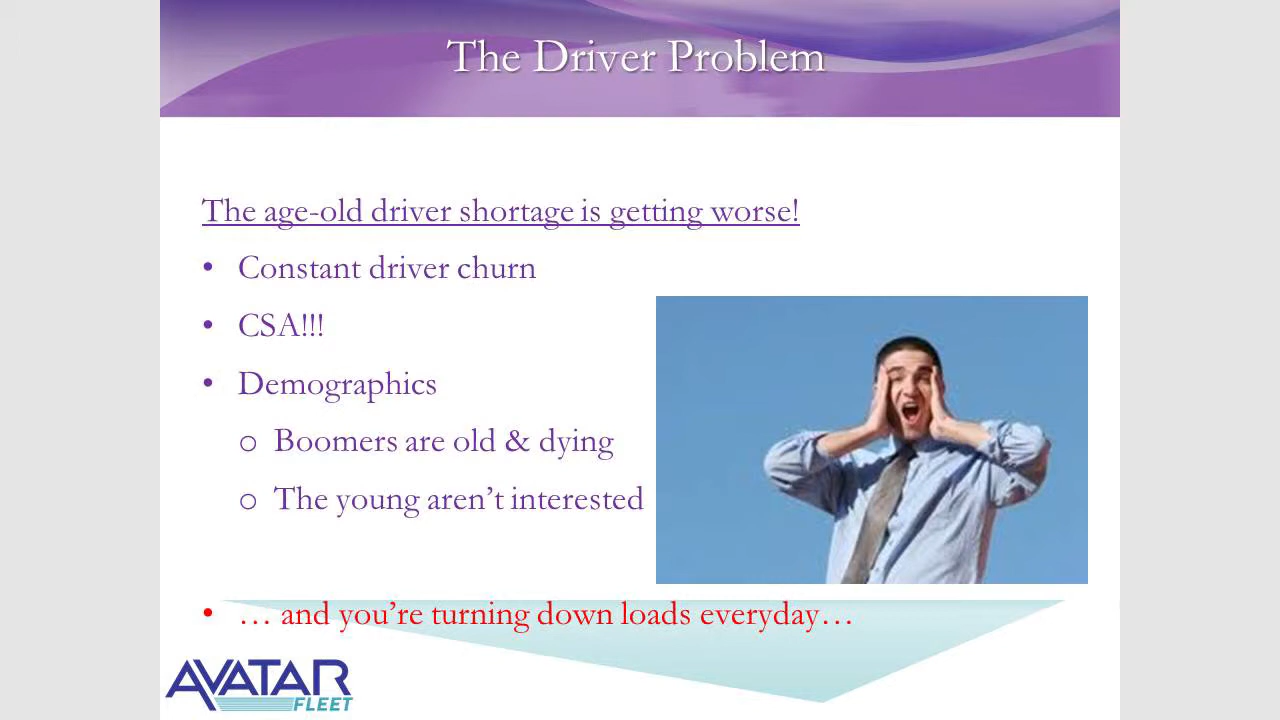 The Driver Problem
The age-old driver shortage is getting worse!
• Constant driver churn
• CSA!!!
• Demographics
o Boomers are old & dying
o The young aren’t interested
• … and you’re turning down loads everyday…
AVATAR
FLEET